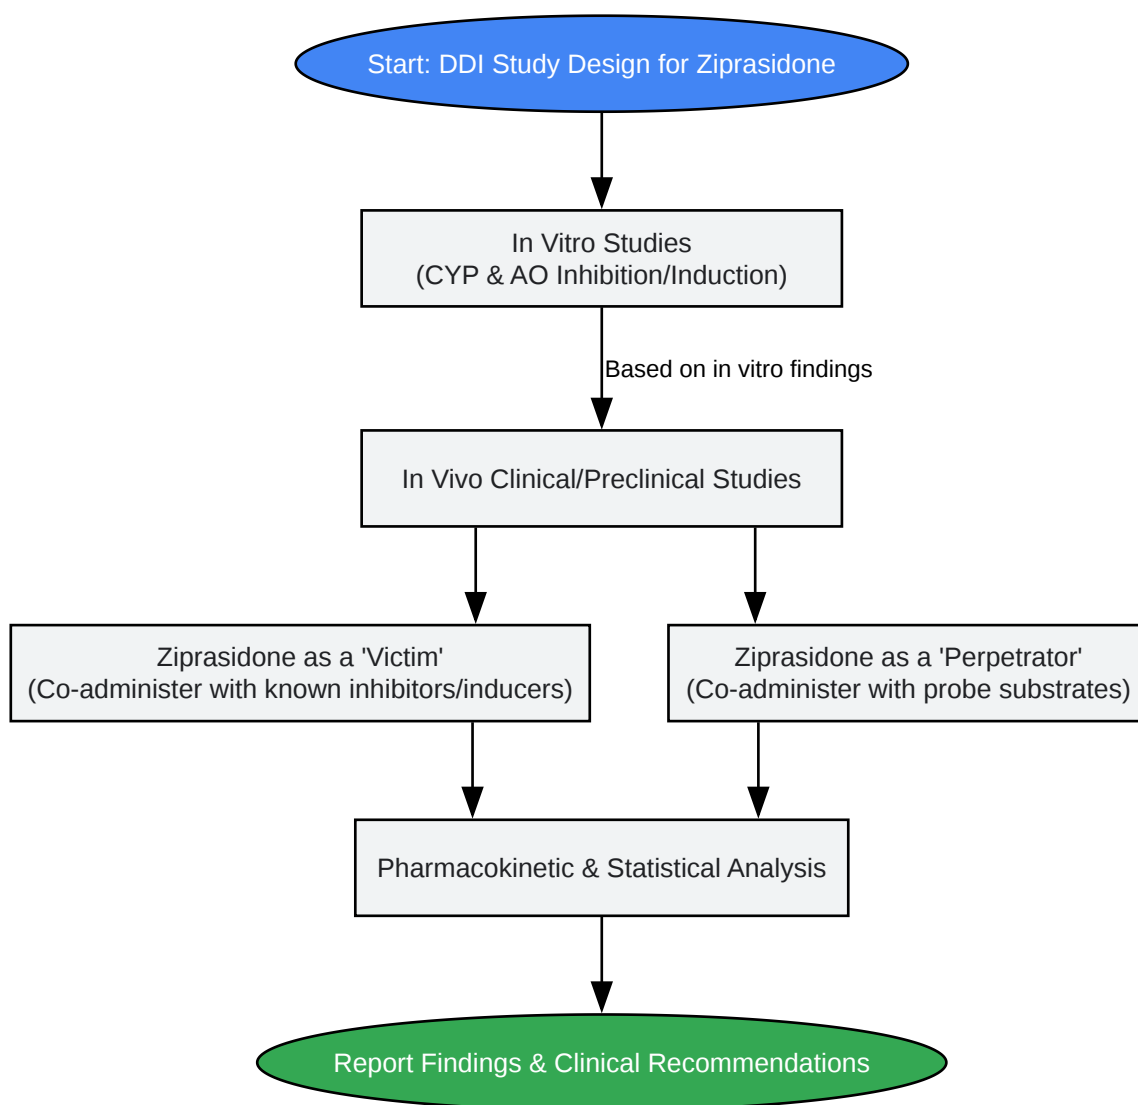 Start: DDI Study Design for Ziprasidone
In Vitro Studies
(CYP & AO Inhibition/Induction)
Based on in vitro findings
In Vivo Clinical/Preclinical Studies
Ziprasidone as a 'Victim'
(Co-administer with known inhibitors/inducers)
Ziprasidone as a 'Perpetrator'
(Co-administer with probe substrates)
Pharmacokinetic & Statistical Analysis
Report Findings & Clinical Recommendations